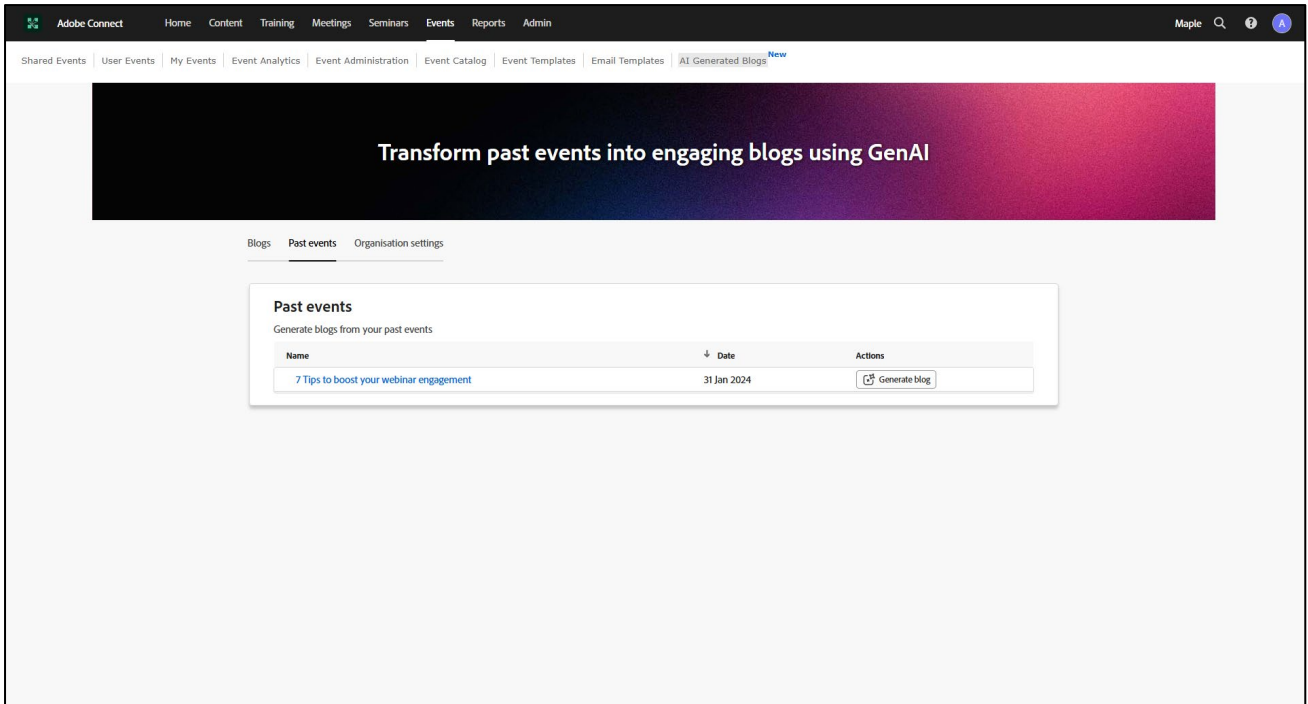 Adobe Connect Home Content Training Meetings Seminars Events Reports Admin Maple A
Shared Events User Events My Events Event Analytics Event Administration Event Catalog Event Templates Email Templates AI Generated Blogs New
Transform past events into engaging blogs using GenAI
Blogs Past events Organisation settings
Past events
Generate blogs from your past events
Name Date Actions
7 Tips to boost your webinar engagement 31 Jan 2024 Generate blog